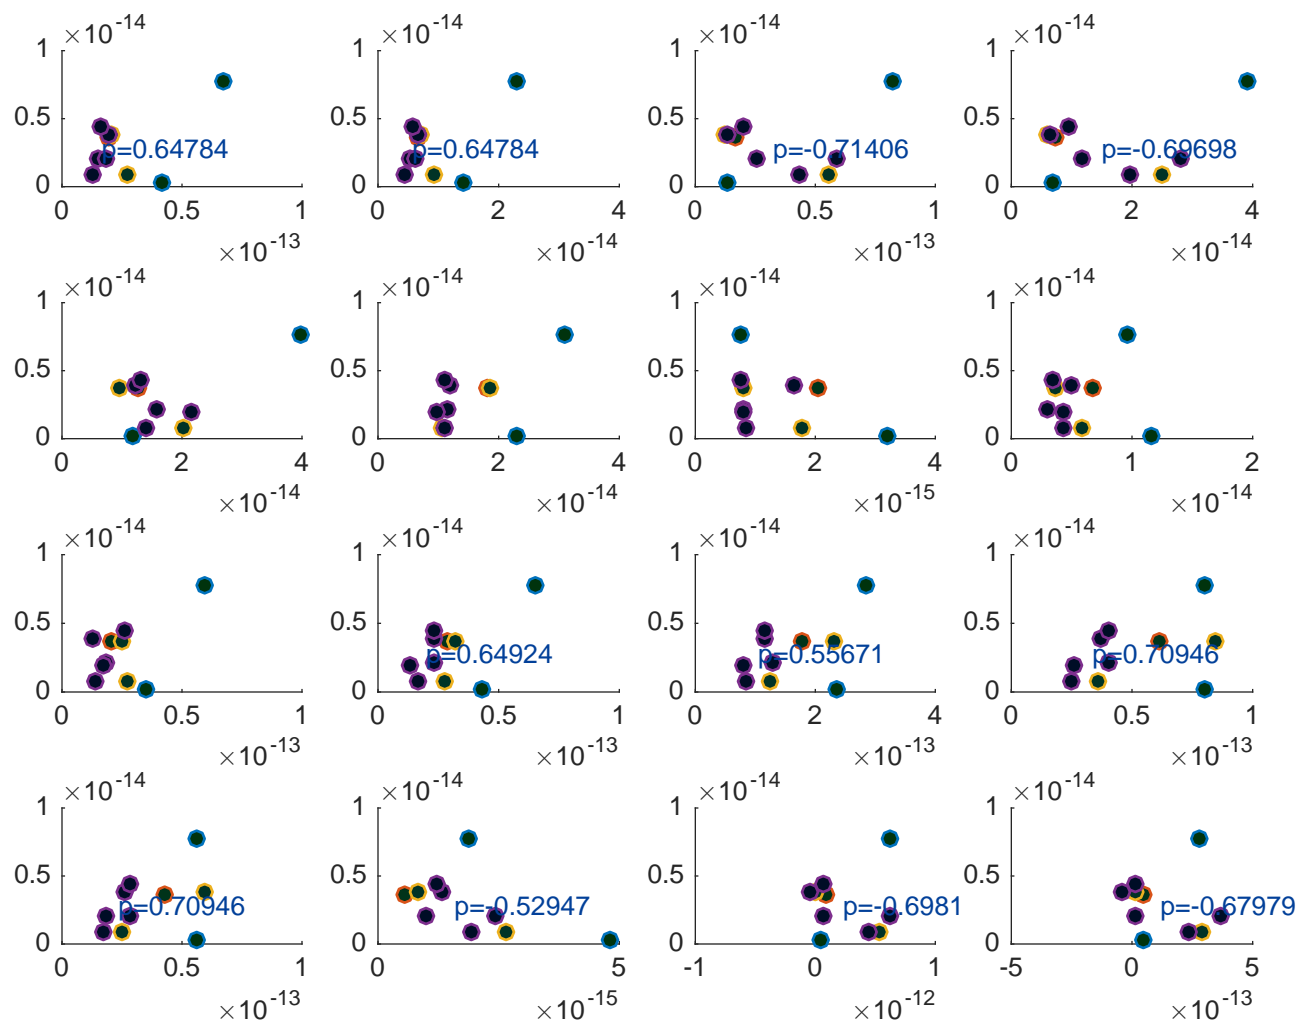 ×10-14 ×10-14 ×10-14 ×10-14
1 1 1 1
0.5 0.5 0.5 0.5
p=0.64784 p=0.64784 p=-0.71406 p=-0.69698
0 0 0 0
0 0.5 1 0 2 4 0 0.5 1 0 2 4
×10-13 ×10-14 ×10-13 ×10-14
×10-14 ×10-14 ×10-14 ×10-14
1 1 1 1
0.5 0.5 0.5 0.5
0 0 0 0
0 2 4 0 2 4 0 2 4 0 1 2
×10-14 ×10-14 ×10-15 ×10-14
×10-14 ×10-14 ×10-14 ×10-14
1 1 1 1
0.5 0.5 0.5 0.5
p=0.64924 p=0.55671 p=0.70946
0 0 0 0
0 0.5 1 0 0.5 1 0 2 4 0 0.5 1
×10-13 ×10-13 ×10-13 ×10-13
×10-14 ×10-14 ×10-14 ×10-14
1 1 1 1
0.5 0.5 0.5 0.5
p=0.70946 p=-0.52947 p=-0.6981 p=-0.67979
0 0 0 0
0 0.5 1 0 5 -1 0 1 -5 0 5
×10-13 ×10-15 ×10-12 ×10-13